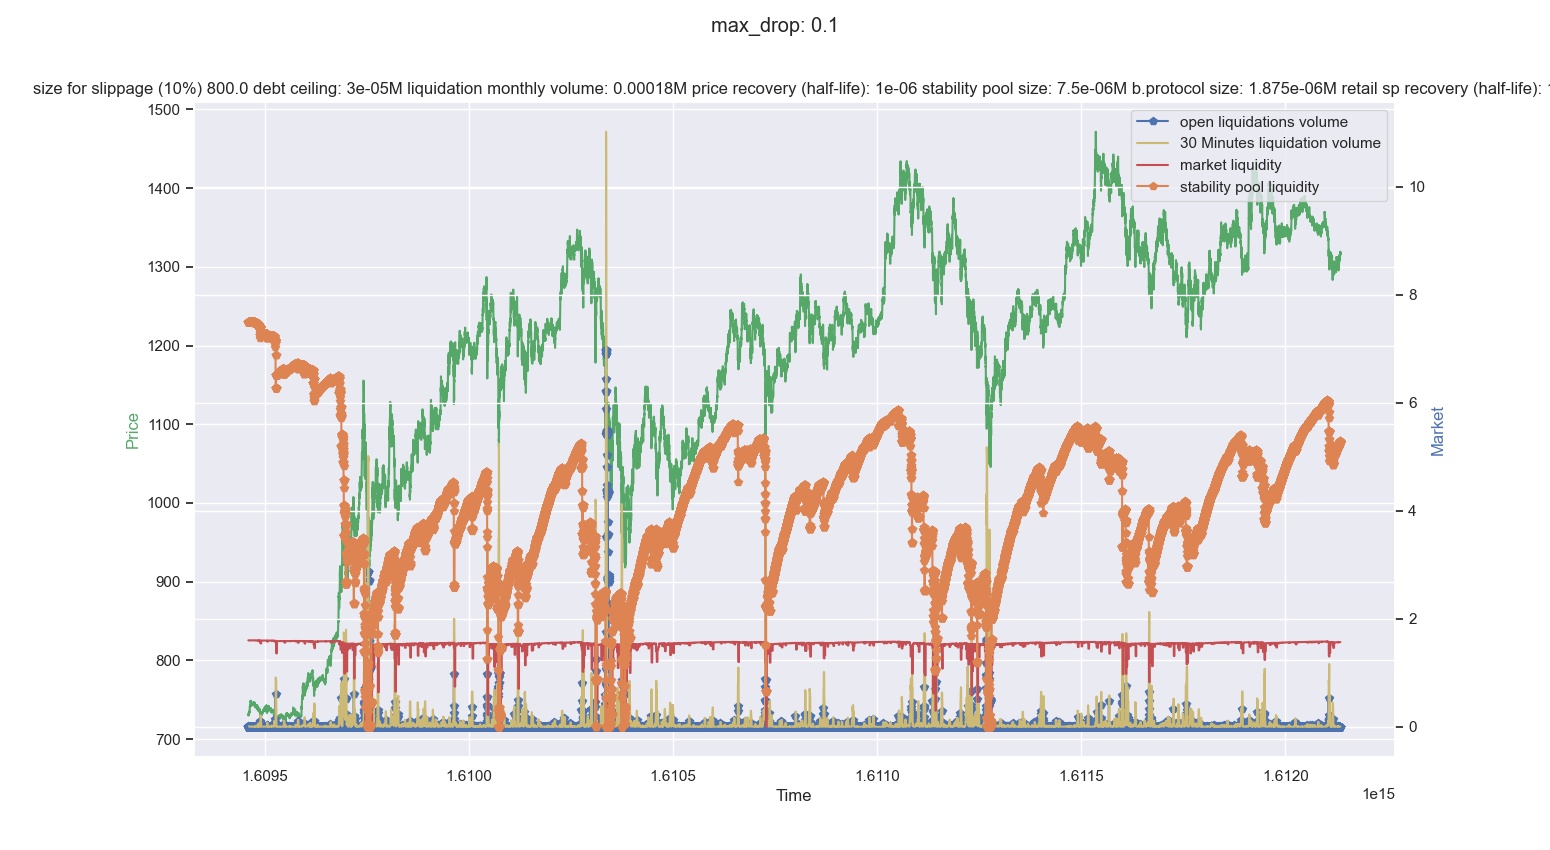 max_drop: 0.1
size for slippage (10%) 800.0 debt ceiling: 3e-05M liquidation monthly volume: 0.00018M price recovery (half-life): 1e-06 stability pool size: 7.5e-06M b.protocol size: 1.875e-06M retail sp recovery (half-life):
1500
1400
1300
1200
1100
1000
900
800
700
Price
open liquidations volume
30 Minutes liquidation volume
market liquidity
stability pool liquidity
10
8
6
4
2
0
Market
1.6095
1.6100
1.6105
1.6110
1.6115
1.6120
1e15
Time